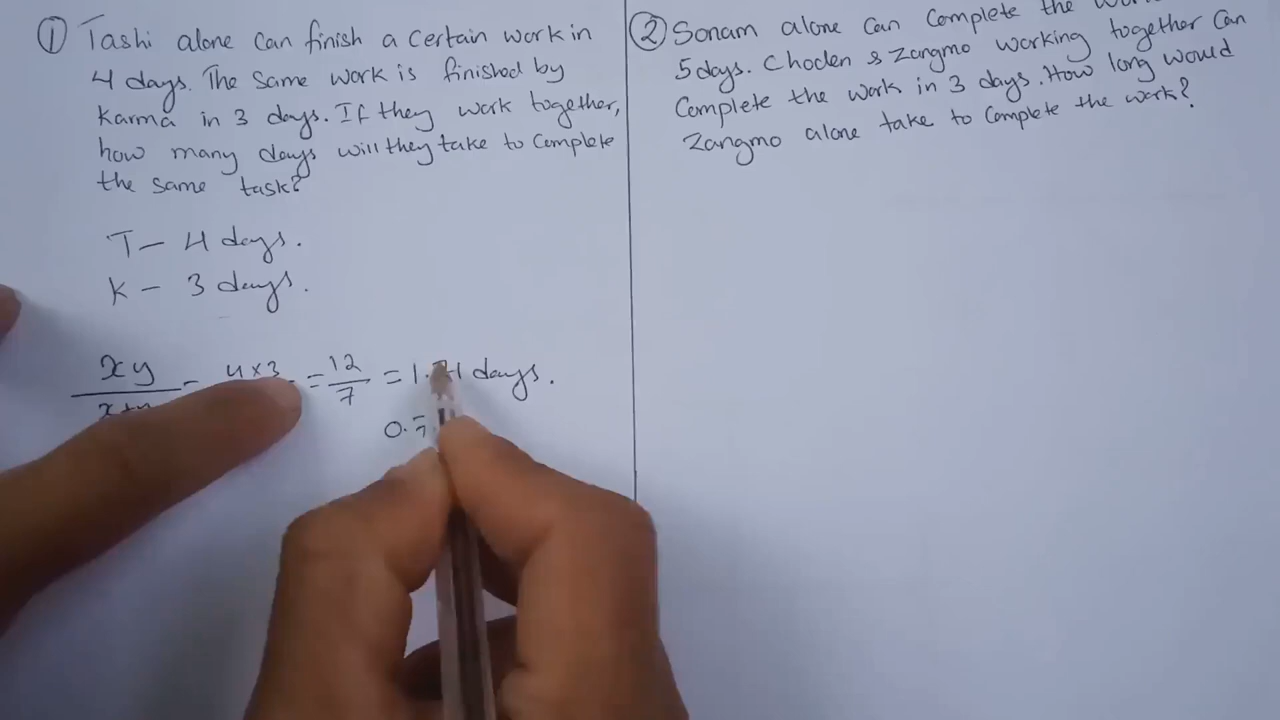 ① Tashi alone can finish a certain work in
4 days. The same work is finished by
Karma in 3 days. If they work together,
how many days will they take to complete
the same task?
T - 4 days.
K - 3 days.
xy = 4 x 3 = 12 = 1.71 days.
7
0.7
② Sonam alone can complete the
5 days. Choden & Zangmo working together can
complete the work in 3 days. How long would
Zangmo alone take to complete the work?